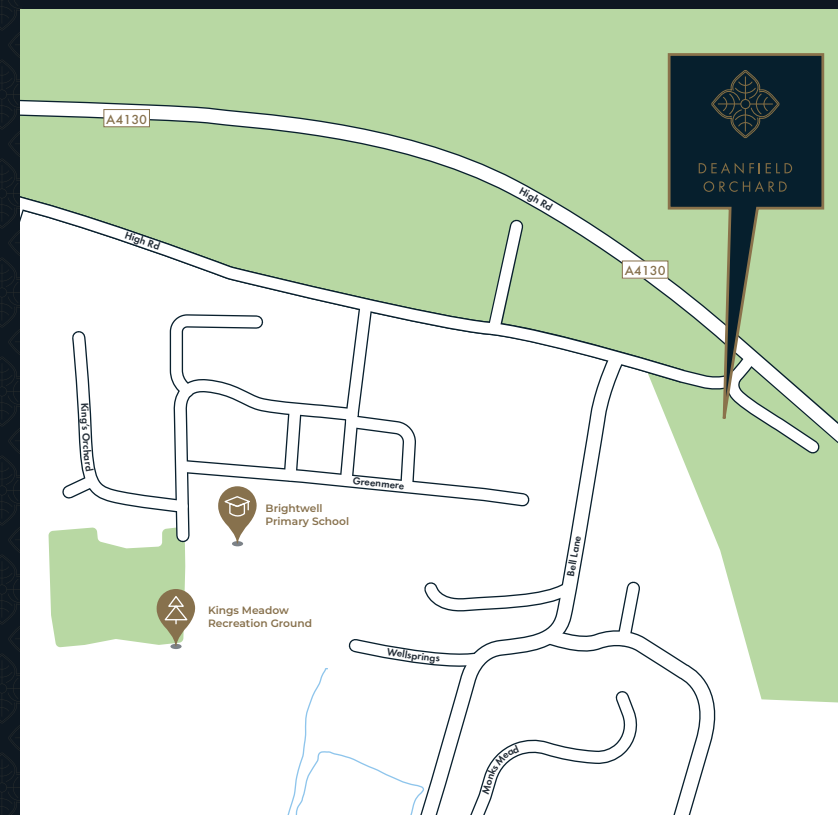 A4130
DEANFIELD
ORCHARD
High Rd
High Rd
A4130
King's Orchard
Greenmere
Brightwell
Primary School
Bell Lane
Kings Meadow
Recreation Ground
Wellsprings
Monks Mead